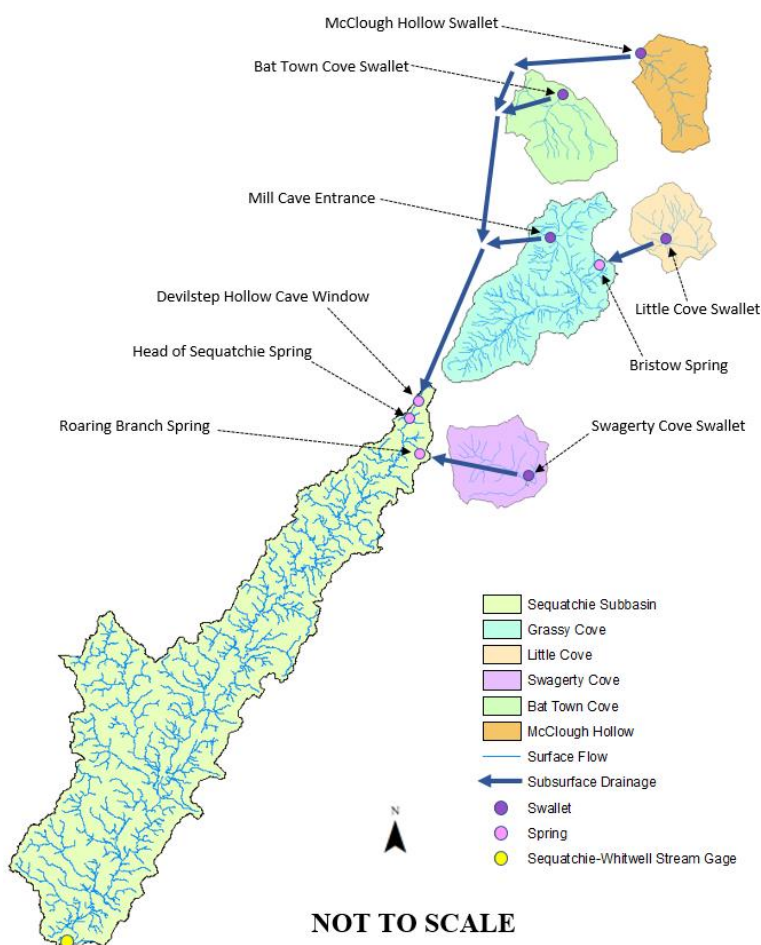 McClough Hollow Swallet
Bat Town Cove Swallet
Mill Cave Entrance
Devilstep Hollow Cave Window
Little Cove Swallet
Head of Sequatchie Spring
Bristow Spring
Roaring Branch Spring
Swagerty Cove Swallet
Sequatchie Subbasin
Grassy Cove
Little Cove
Swagerty Cove
Bat Town Cove
McClough Hollow
Surface Flow
Subsurface Drainage
Swallet
Spring
Sequatchie-Whitwell Stream Gage
N
NOT TO SCALE